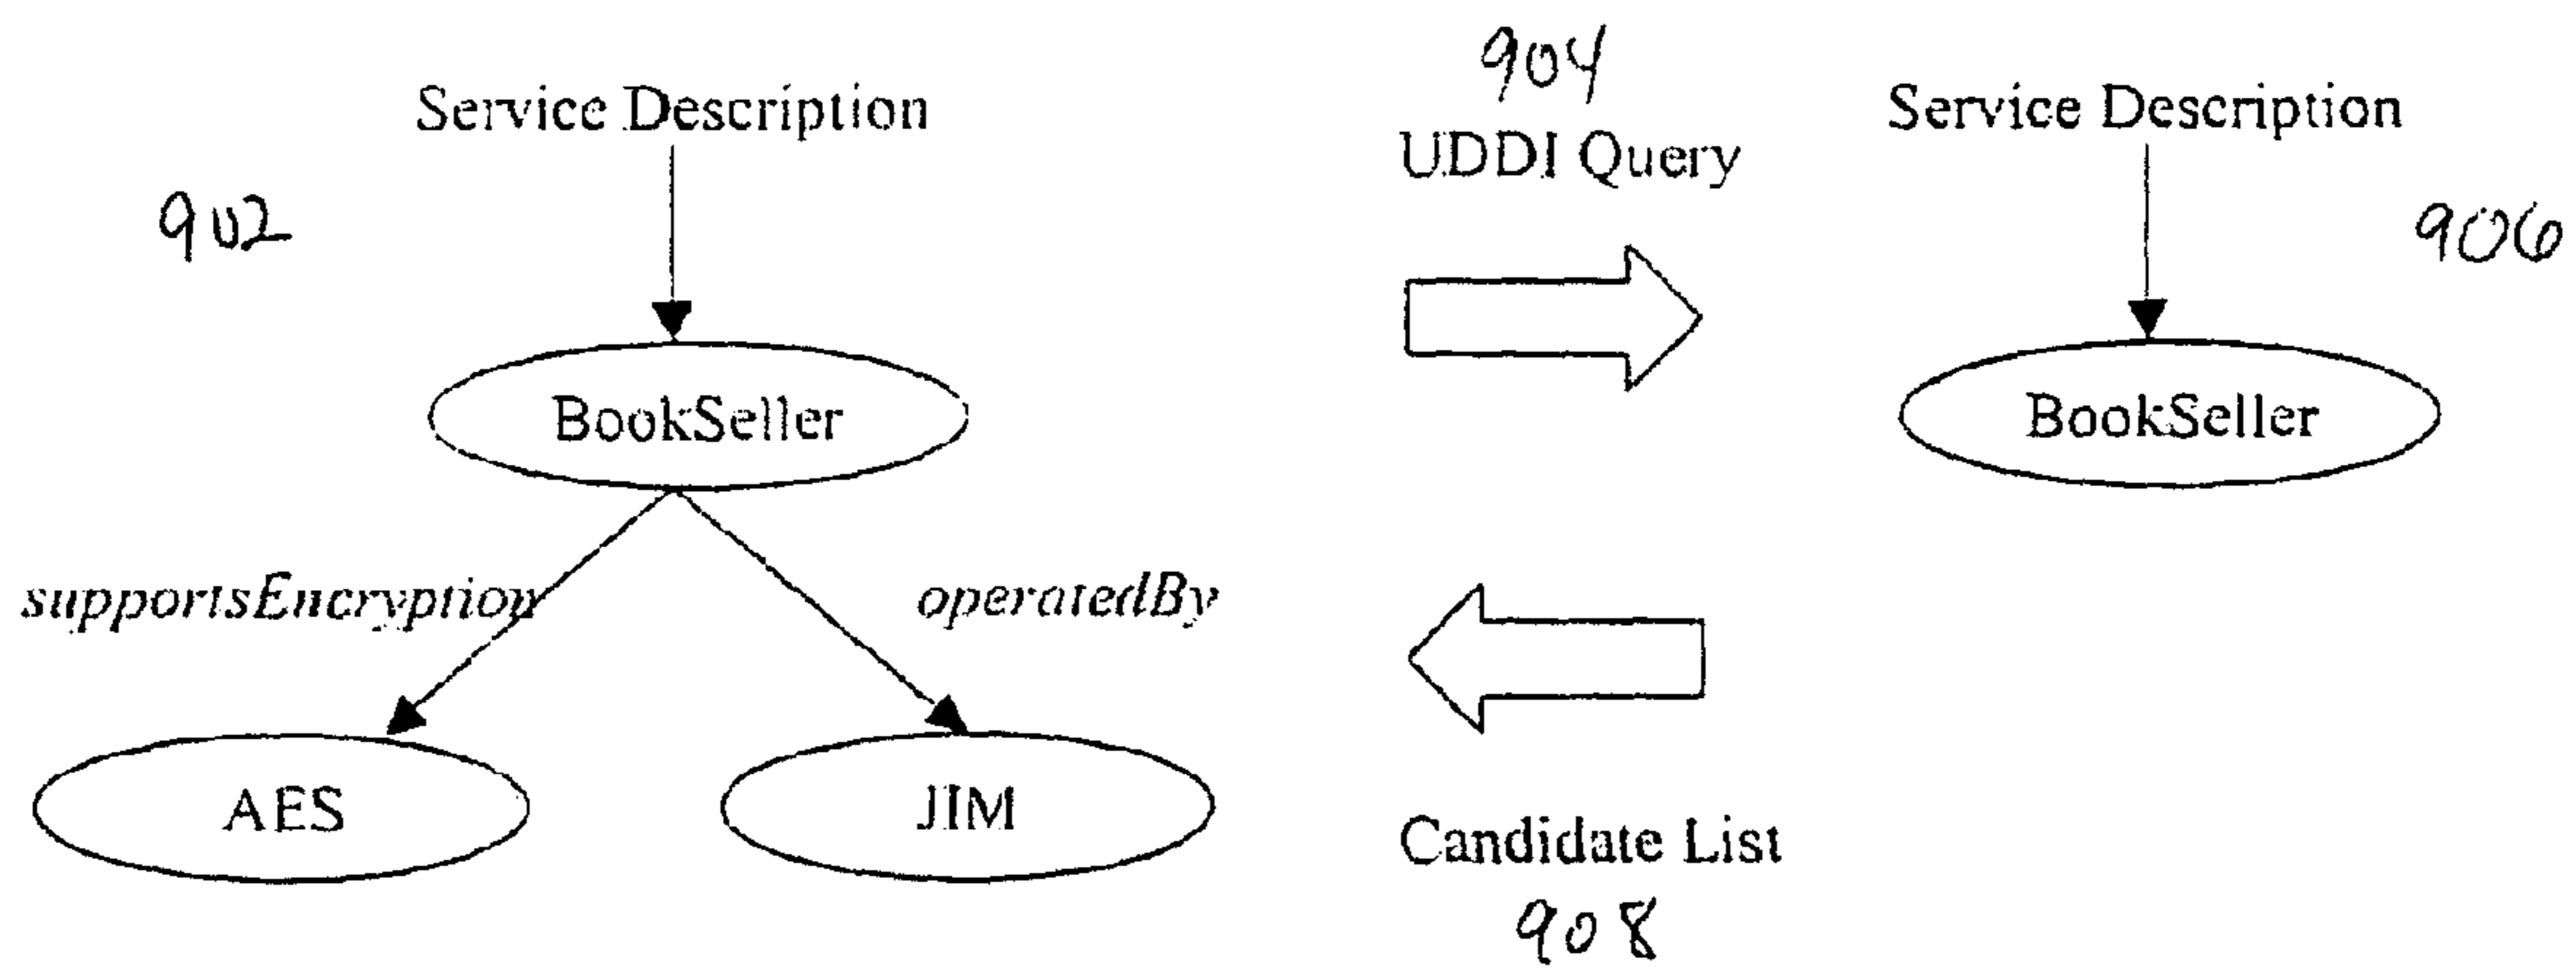 904
Service Description
UDDI Query
Service Description
902
906
BookSeller
BookSeller
supportsEncryption
operatedBy
AES
JIM
Candidate List
908